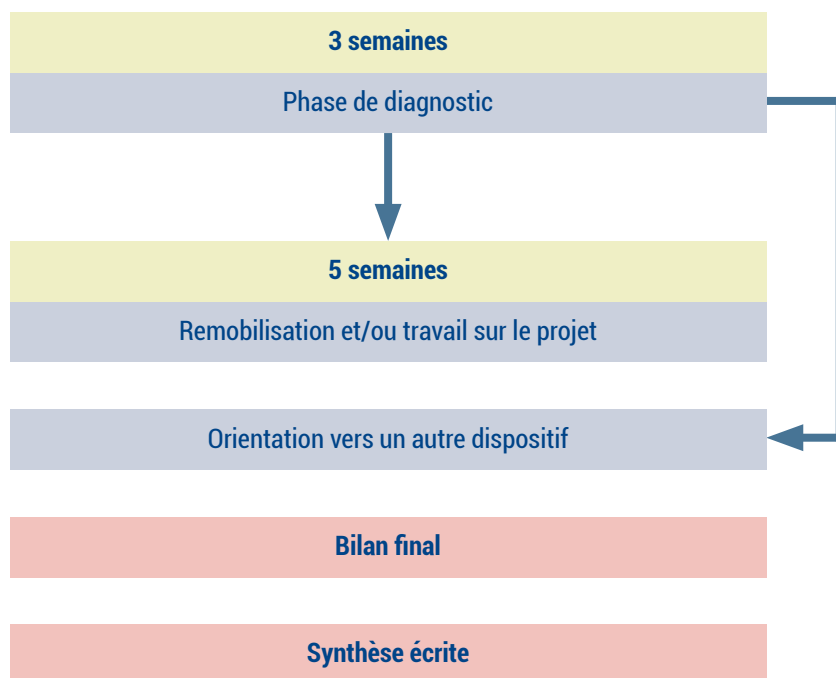 3 semaines
Phase de diagnostic
5 semaines
Remobilisation et/ou travail sur le projet
Orientation vers un autre dispositif
Bilan final
Synthèse écrite